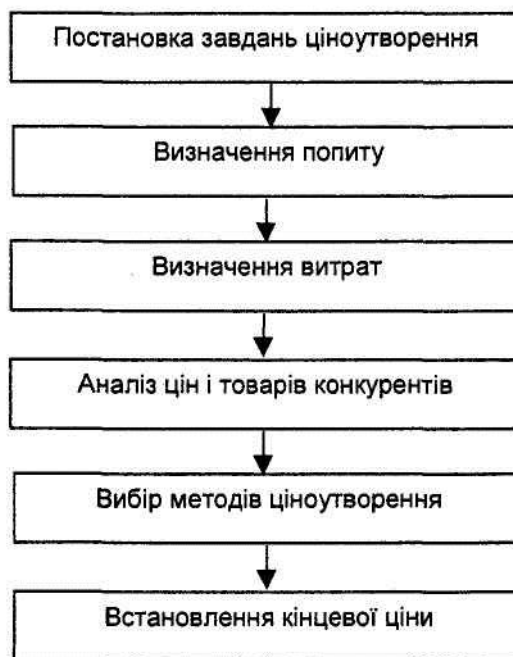 Постановка завдань ціноутворення
Визначення попиту
Визначення витрат
Аналіз цін і товарів конкурентів
Вибір методів ціноутворення
Встановлення кінцевої ціни